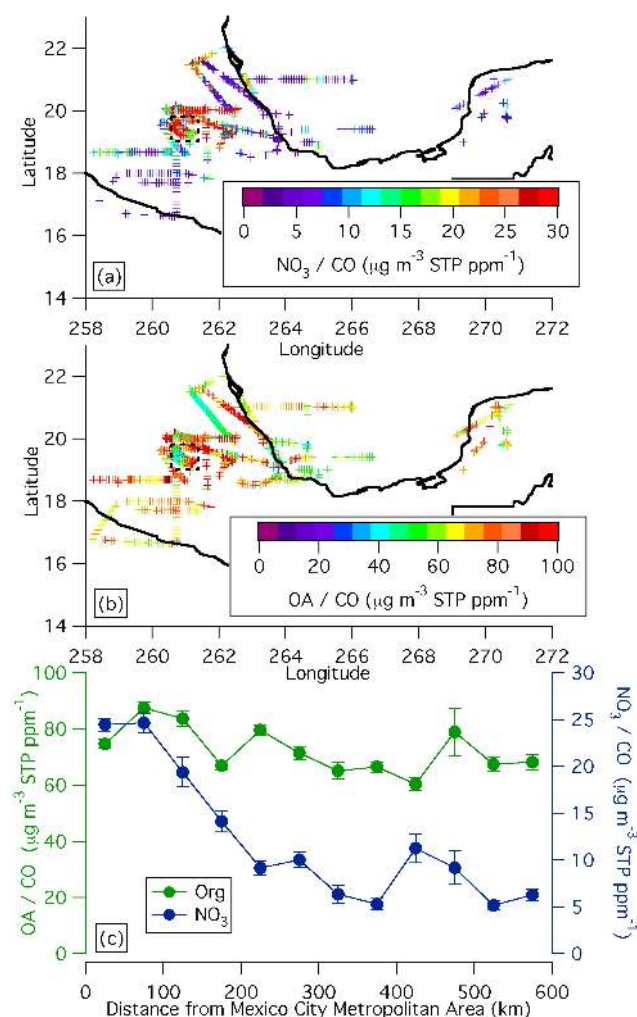 22
20
18
16
14
Latitude
0 5 10 15 20 25 30
NO3 / CO (µg m-3 STP ppm-1)
(a)
258 260 262 264 266 268 270 272
Longitude
22
20
18
16
14
Latitude
0 20 40 60 80 100
OA / CO (µg m-3 STP ppm-1)
(b)
258 260 262 264 266 268 270 272
Longitude
100
80
60
40
20
0
OA / CO (µg m-3 STP ppm-1)
30
25
20
15
10
5
0
NO3 / CO (µg m-3 STP ppm-1)
Org
NO3
(c)
0 100 200 300 400 500 600
Distance from Mexico City Metropolitan Area (km)